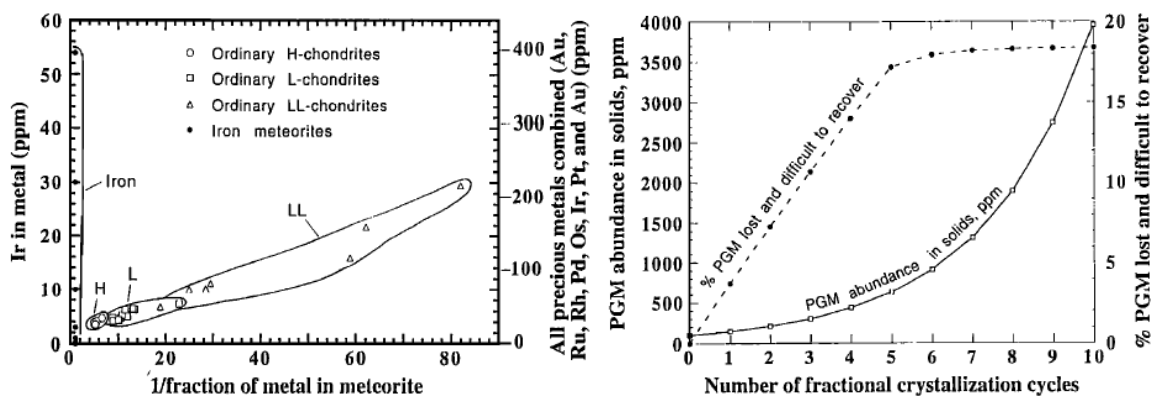 60
50
40
30
20
10
0
Ir in metal (ppm)
○ Ordinary H-chondrites
□ Ordinary L-chondrites
△ Ordinary LL-chondrites
• Iron meteorites
Iron
H
L
LL
0
20
40
60
80
1/fraction of metal in meteorite
400
300
200
100
0
All precious metals combined (Au,
Ru, Rh, Pd, Os, Ir, Pt, and Au) (ppm)
4000
3500
3000
2500
2000
1500
1000
500
0
PGM abundance in solids, ppm
% PGM lost and difficult to recover
PGM abundance in solids, ppm
0 1 2 3 4 5 6 7 8 9 10
Number of fractional crystallization cycles
20
15
10
5
0
% PGM lost and difficult to recover